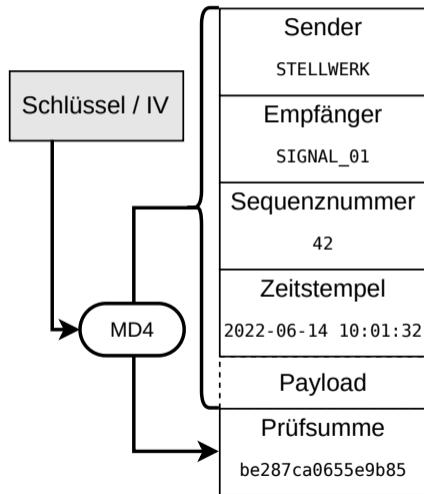 Schlüssel / IV
MD4
Sender
STELLWERK
Empfänger
SIGNAL_01
Sequenznummer
42
Zeitstempel
2022-06-14 10:01:32
Payload
Prüfsumme
be287ca0655e9b85